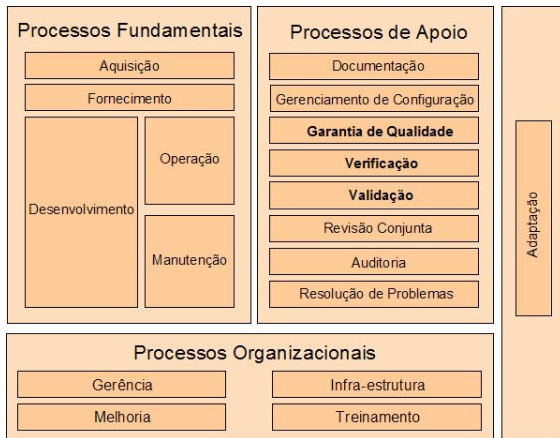 Processos Fundamentais
Aquisição
Fornecimento
Desenvolvimento
Operação
Manutenção
Processos de Apoio
Documentação
Gerenciamento de Configuração
Garantia de Qualidade
Verificação
Validação
Revisão Conjunta
Auditoria
Resolução de Problemas
Adaptação
Processos Organizacionais
Gerência
Infra-estrutura
Melhoria
Treinamento